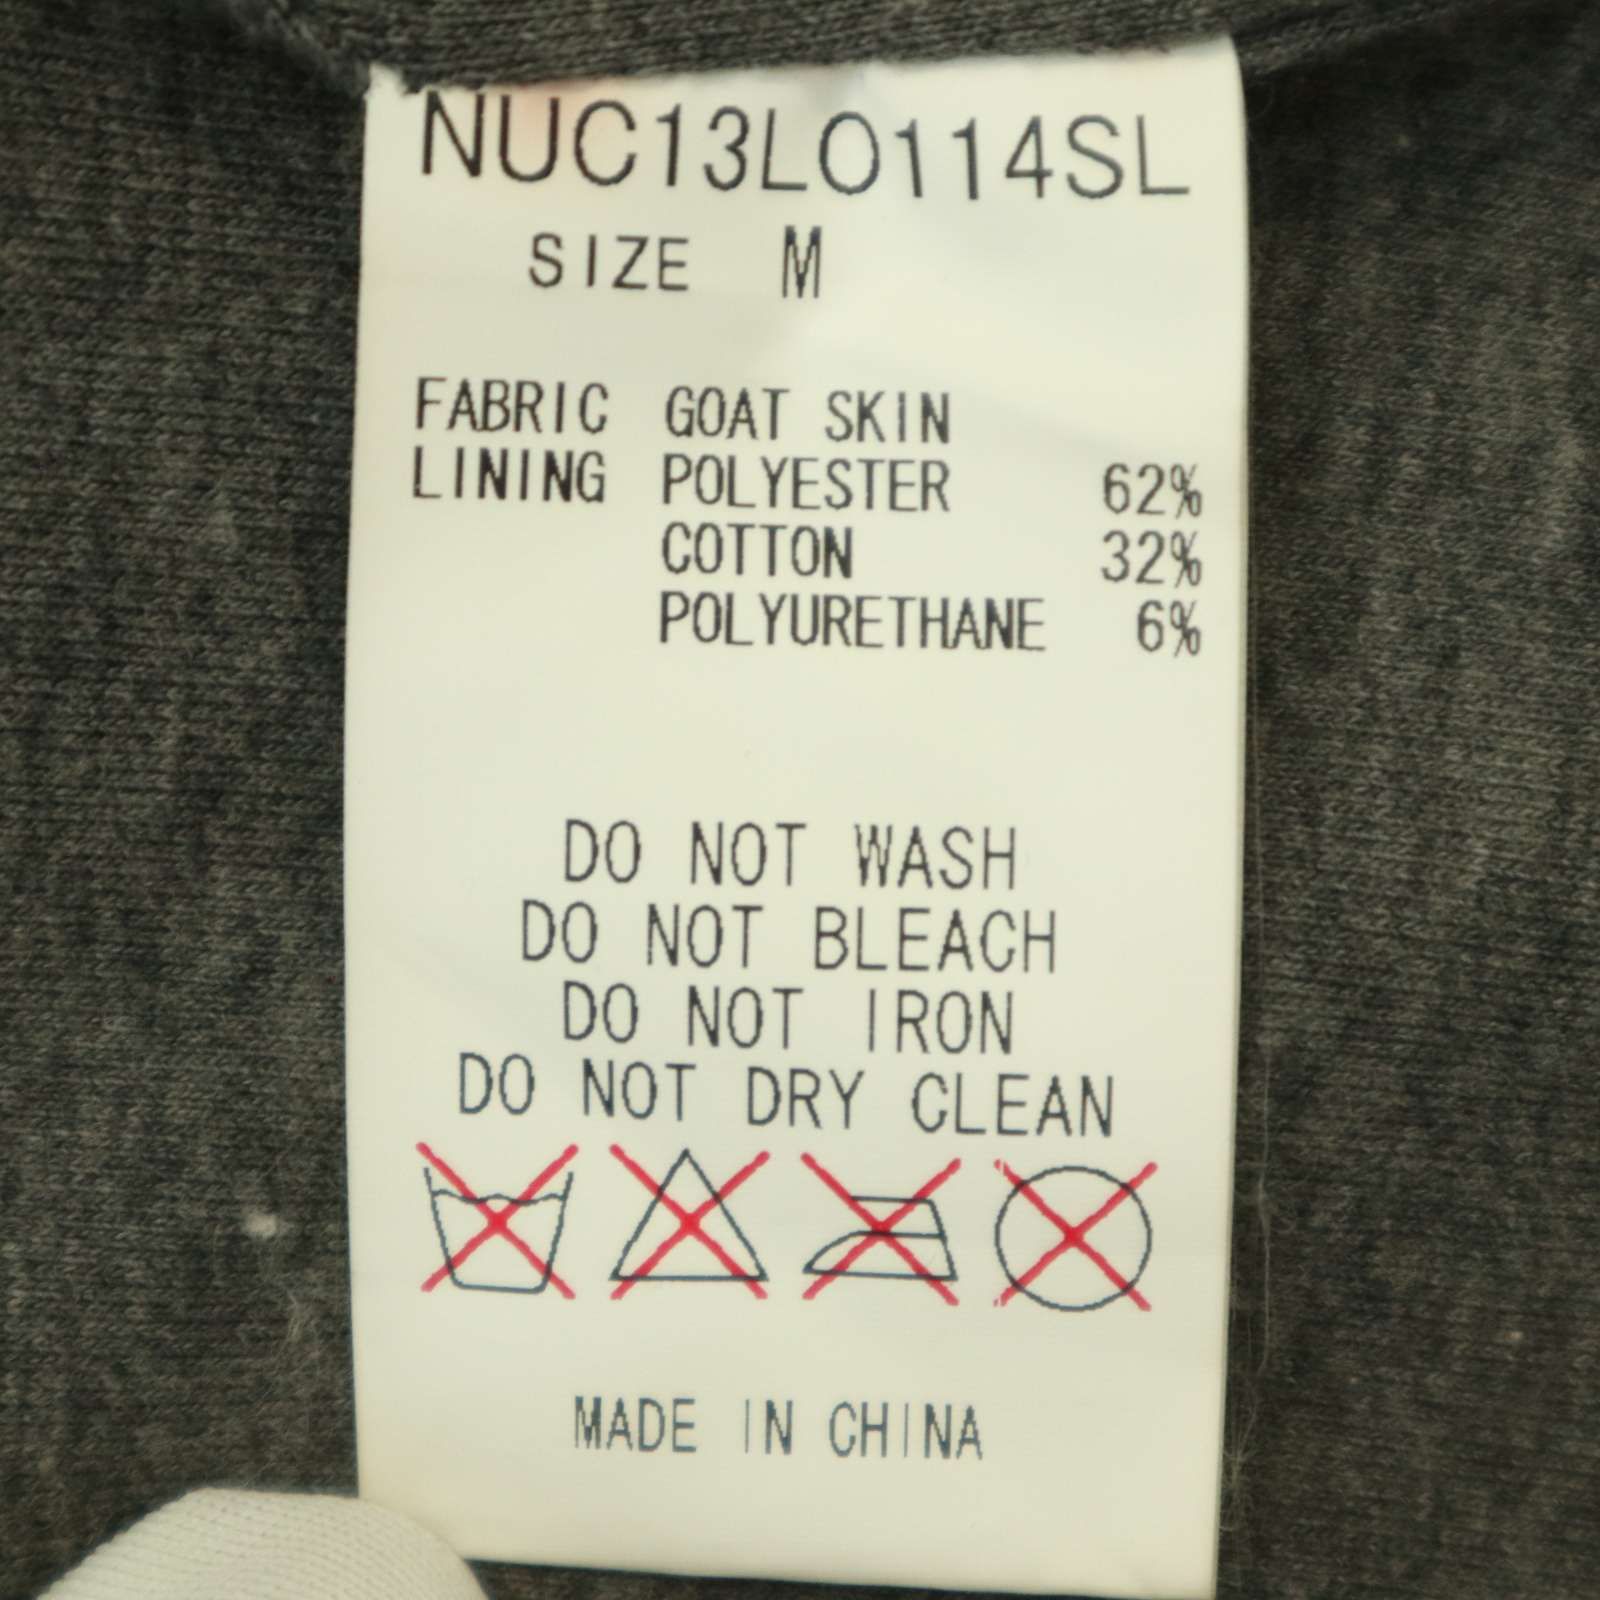 NUC13LO114SL
SIZE M
FABRIC GOAT SKIN
LINING POLYESTER 62%
COTTON 32%
POLYURETHANE 6%
DO NOT WASH
DO NOT BLEACH
DO NOT IRON
DO NOT DRY CLEAN
MADE IN CHINA